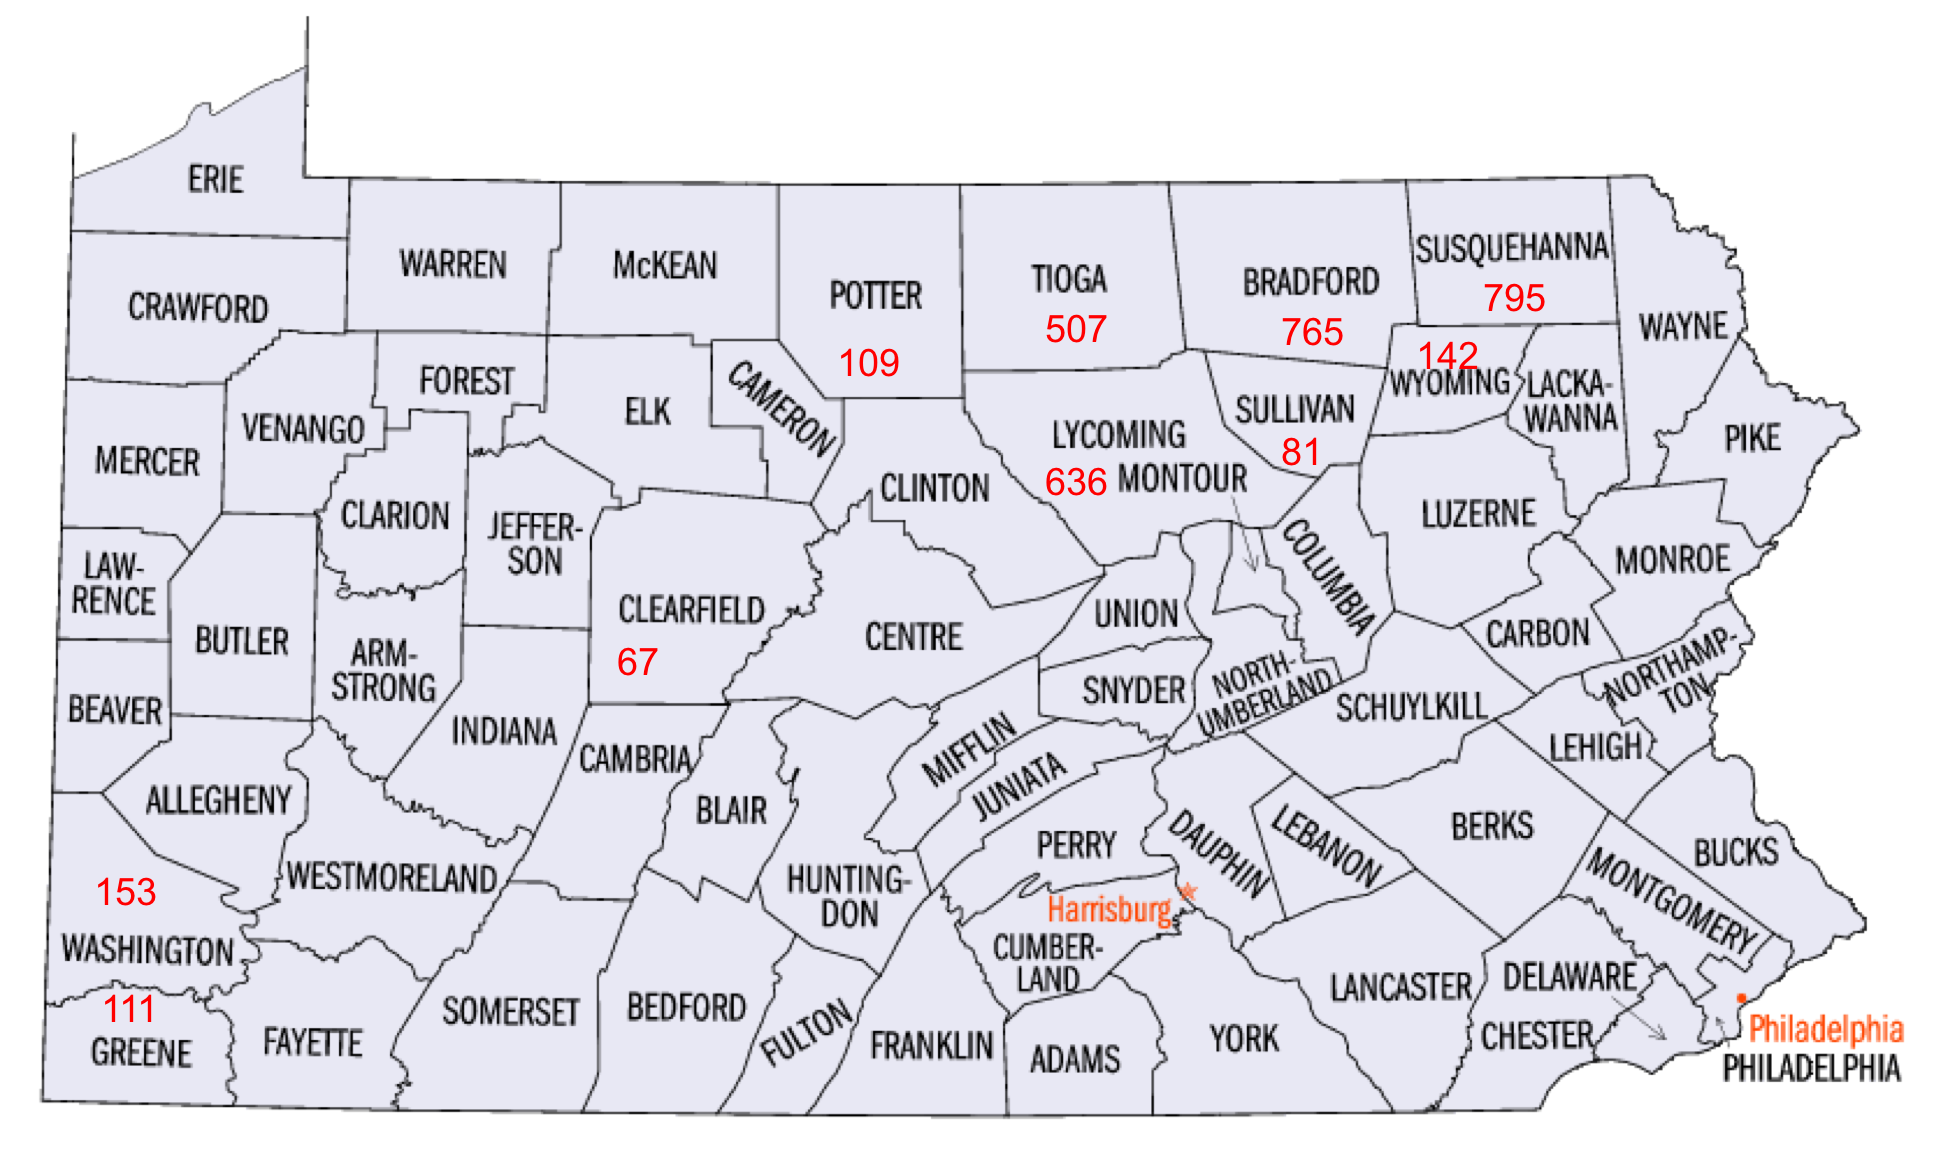 ERIE
WARREN
McKEAN
POTTER
109
TIOGA
507
BRADFORD
765
SUSQUEHANNA
795
WAYNE
CRAWFORD
FOREST
ELK
CAMERON
VENANGO
MERCER
CLARION
JEFFER-
SON
CLINTON
LYCOMING
636
MONTOUR
SULLIVAN
81
142
WYOMING
LACKA-
WANNA
PIKE
LUZERNE
COLUMBIA
MONROE
LAW-
RENCE
BUTLER
ARM-
STRONG
CLEARFIELD
67
CENTRE
UNION
SNYDER
NORTH-
UMBERLAND
CARBON
NORTHAMP-
TON
SCHUYLKILL
LEHIGH
BEAVER
INDIANA
CAMBRIA
BLAIR
MIFFLIN
JUNIATA
ALLEGHENY
WESTMORELAND
HUNTING-
DON
PERRY
DAUPHIN
LEBANON
BERKS
BUCKS
MONTGOMERY
Harrisburg
153
WASHINGTON
CUMBER-
LAND
LANCASTER
DELAWARE
CHESTER
Philadelphia
PHILADELPHIA
111
GREENE
FAYETTE
SOMERSET
BEDFORD
FULTON
FRANKLIN
ADAMS
YORK